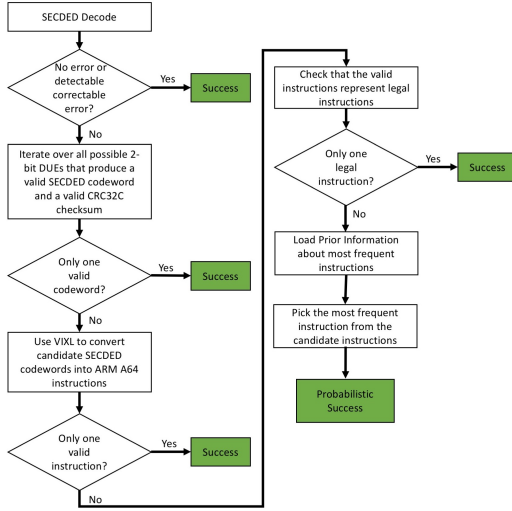 SECDED Decode
No error or
detectable
correctable
error?
Yes
Success
No
Iterate over all possible 2-
bit DUEs that produce a
valid SECDED codeword
and a valid CRC32C
checksum
Only one
valid
codeword?
Yes
Success
No
Use VIXL to convert
candidate SECDED
codewords into ARM A64
instructions
Only one
valid
instruction?
Yes
Success
No
Check that the valid
instructions represent legal
instructions
Only one
legal
instruction?
Yes
Success
No
Load Prior Information
about most frequent
instructions
Pick the most frequent
instruction from the
candidate instructions
Probabilistic
Success